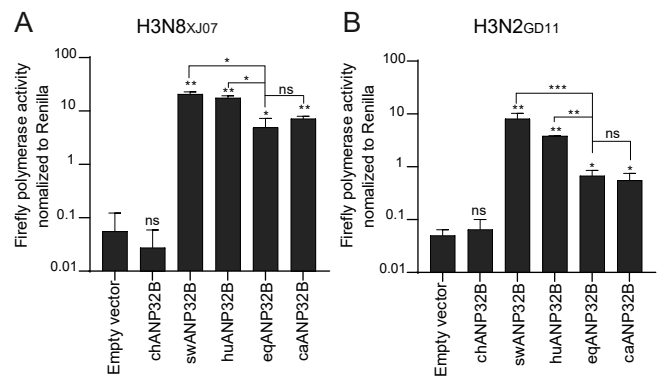 A
H3N8XJ07
Firefly polymerase activity
nomalized to Renilla
100
10
1
0.1
0.01
ns
**
*
**
*
*
ns
**
Empty vector
chANP32B
swANP32B
huANP32B
eqANP32B
caANP32B
B
H3N2GD11
Firefly polymerase activity
nomalized to Renilla
100
10
1
0.1
0.01
ns
**
***
**
**
*
ns
*
Empty vector
chANP32B
swANP32B
huANP32B
eqANP32B
caANP32B